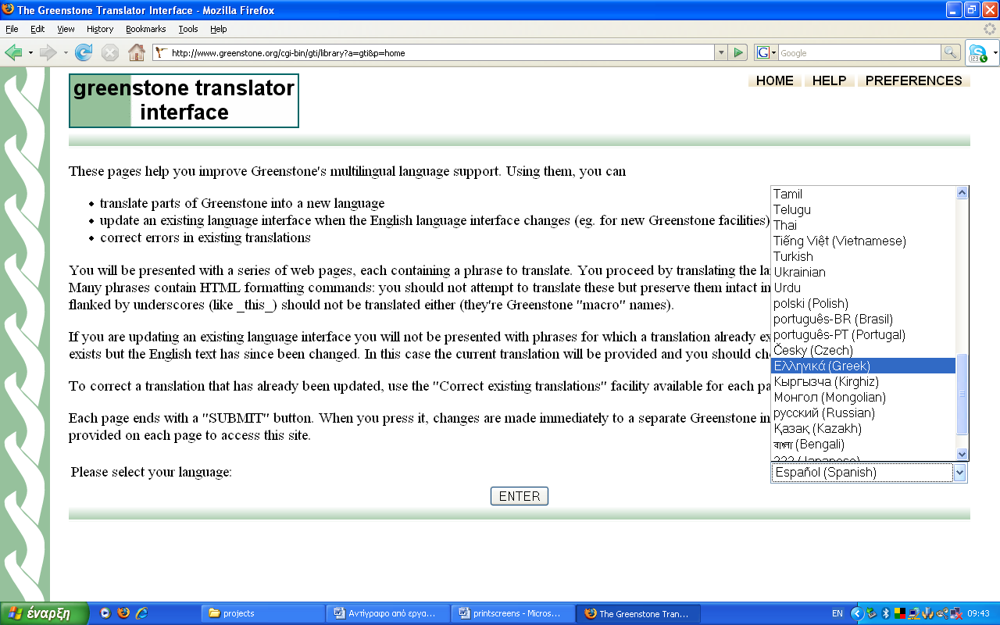 The Greenstone Translator Interface - Mozilla Firefox
File Edit View History Bookmarks Tools Help
http://www.greenstone.org/cgi-bin/gti/library?a=gti&p=home
G Google
greenstone translator
interface
HOME HELP PREFERENCES
These pages help you improve Greenstone's multilingual language support. Using them, you can
• translate parts of Greenstone into a new language
• update an existing language interface when the English language interface changes (eg. for new Greenstone facilities)
• correct errors in existing translations
You will be presented with a series of web pages, each containing a phrase to translate. You proceed by translating the la
Many phrases contain HTML formatting commands: you should not attempt to translate these but preserve them intact in
flanked by underscores (like _this_) should not be translated either (they're Greenstone "macro" names).
If you are updating an existing language interface you will not be presented with phrases for which a translation already ex
exists but the English text has since been changed. In this case the current translation will be provided and you should che
To correct a translation that has already been updated, use the "Correct existing translations" facility available for each pa
Each page ends with a "SUBMIT" button. When you press it, changes are made immediately to a separate Greenstone in
provided on each page to access this site.
Tamil
Telugu
Thai
Tiếng Việt (Vietnamese)
Turkish
Ukrainian
Urdu
polski (Polish)
português-BR (Brasil)
português-PT (Portugal)
Česky (Czech)
Ελληνικά (Greek)
Кыргызча (Kirghiz)
Монгол (Mongolian)
русский (Russian)
Қазақ (Kazakh)
বাংলা (Bengali)
??? (Japanese)
Please select your language:
Español (Spanish)
ENTER
έναρξη
projects
Αντίγραφο από εργα...
printscreens - Micros...
The Greenstone Tran...
EN
09:43